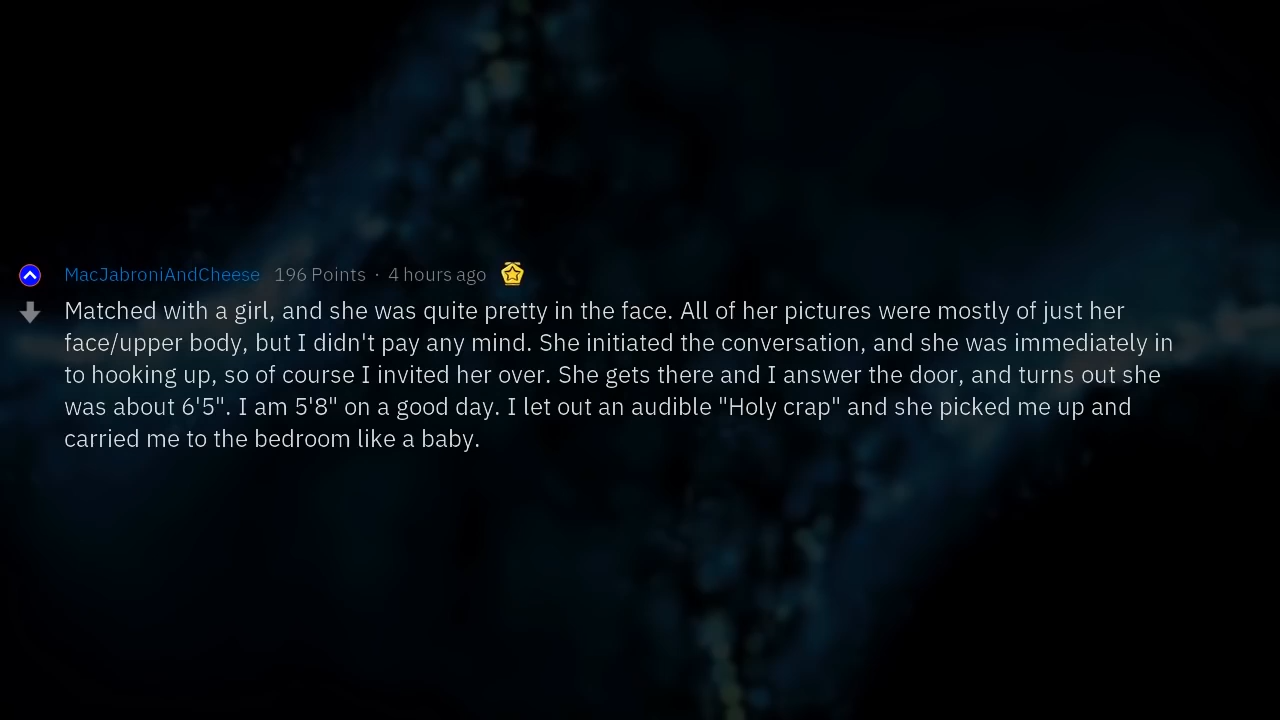 MacJabroniAndCheese 196 Points · 4 hours ago
Matched with a girl, and she was quite pretty in the face. All of her pictures were mostly of just her
face/upper body, but I didn't pay any mind. She initiated the conversation, and she was immediately in
to hooking up, so of course I invited her over. She gets there and I answer the door, and turns out she
was about 6'5". I am 5'8" on a good day. I let out an audible "Holy crap" and she picked me up and
carried me to the bedroom like a baby.